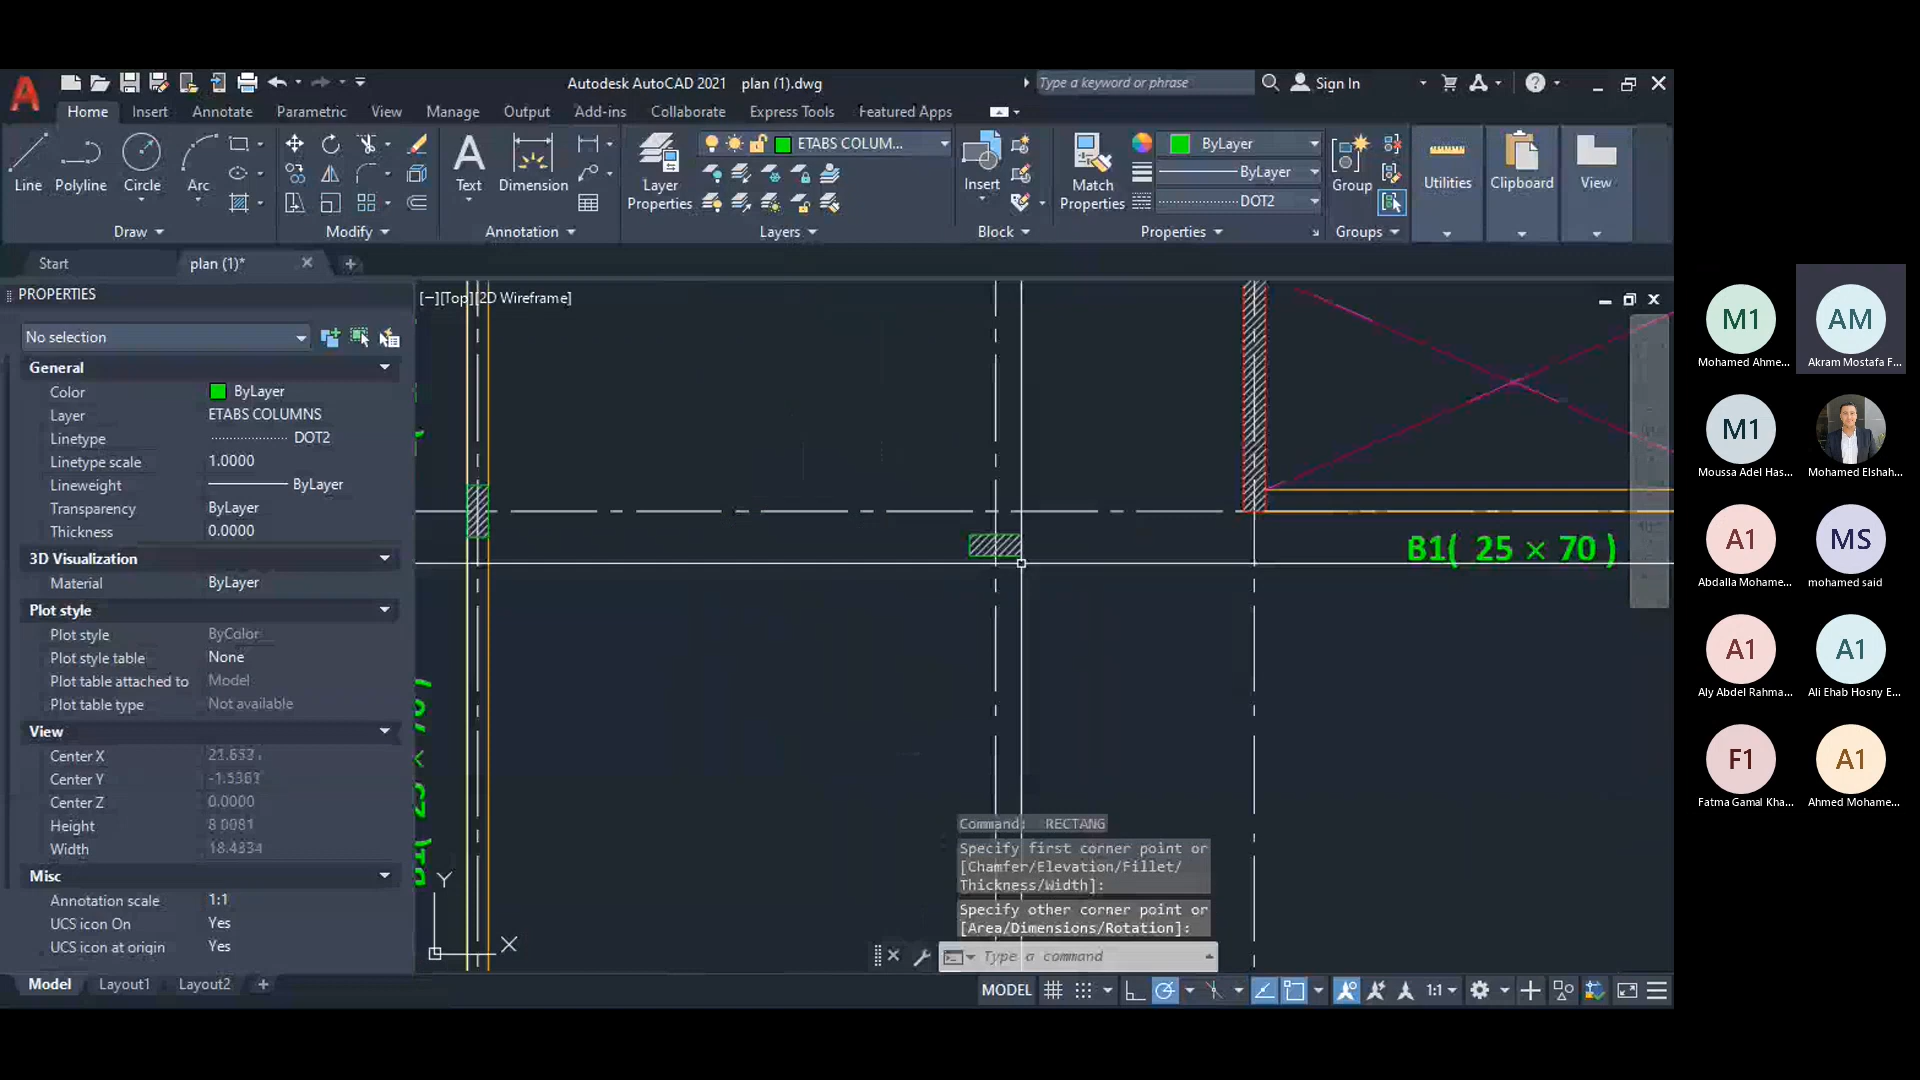 Autodesk AutoCAD 2021 plan (1).dwg
Type a keyword or phrase
Sign In
Home Insert Annotate Parametric View Manage Output Add-ins Collaborate Express Tools Featured Apps
Line Polyline Circle Arc
Text Dimension
Layer Properties
ETABS COLUM...
Insert
Match Properties
ByLayer
ByLayer
DOT2
Group Utilities Clipboard View
Draw Modify Annotation Layers Block Properties Groups
Start plan (1)*
PROPERTIES
[−][Top][2D Wireframe]
No selection
General
Color ByLayer
Layer ETABS COLUMNS
Linetype DOT2
Linetype scale 1.0000
Lineweight ByLayer
Transparency ByLayer
Thickness 0.0000
3D Visualization
Material ByLayer
Plot style
Plot style ByColor
Plot style table None
Plot table attached to Model
Plot table type Not available
View
Center X
Center Y
Center Z 0.0000
Height 8.0081
Width 18.4334
Misc
Annotation scale 1:1
UCS icon On Yes
UCS icon at origin Yes
B1( 25 × 70 )
Y
X
Command: RECTANG
Specify first corner point or
[Chamfer/Elevation/Fillet/
Thickness/Width]:
Specify other corner point or
[Area/Dimensions/Rotation]:
Type a command
Model Layout1 Layout2
MODEL 1:1
M1
Mohamed Ahme...
AM
Akram Mostafa F...
M1
Moussa Adel Has...
Mohamed Elshah...
A1
Abdalla Mohame...
MS
mohamed said
A1
Aly Abdel Rahma...
A1
Ali Ehab Hosny E...
F1
Fatma Gamal Kha...
A1
Ahmed Mohame...